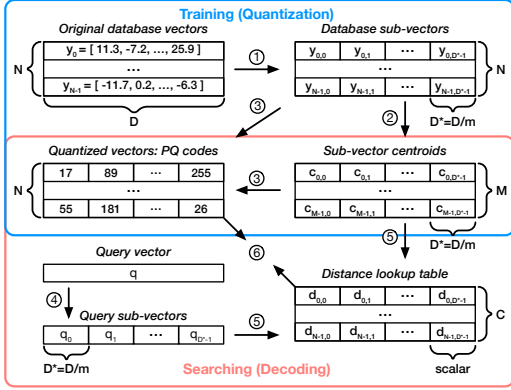 Training (Quantization)
Original database vectors
N
y0 = [ 11.3, -7.2, ..., 25.9 ]
...
yN-1 = [ -11.7, 0.2, ..., -6.3 ]
D
①
Database sub-vectors
y0,0 y0,1 ... y0,D*-1
yN-1,0 yN-1,1 ... yN-1,D*-1
N
D*=D/m
③
②
Quantized vectors: PQ codes
N
17 89 ... 255
...
55 181 ... 26
③
Sub-vector centroids
c0,0 c0,1 ... c0,D*-1
cM-1,0 cM-1,1 ... cM-1,D*-1
M
D*=D/m
⑤
⑥
Query vector
q
④
Query sub-vectors
q0 q1 ... qD*-1
D*=D/m
⑤
Distance lookup table
d0,0 d0,1 ... d0,D*-1
dN-1,0 dN-1,1 ... dN-1,D*-1
C
scalar
Searching (Decoding)